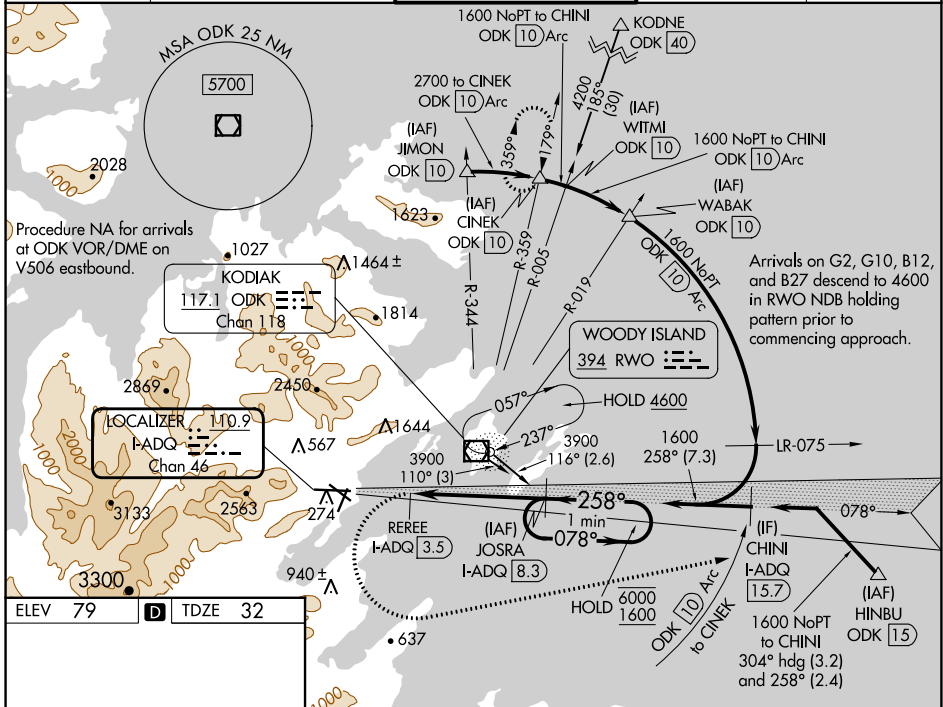 MSA ODK 25 NM
5700
2028
1000
Procedure NA for arrivals
at ODK VOR/DME on
V506 eastbound.
1600 NoPT to CHINI
ODK 10 Arc
KODNE
ODK 40
4200
185°
(30)
2700 to CINEK
ODK 10 Arc
(IAF)
JIMON
ODK 10
359°
179°
(IAF)
WITMI
ODK 10
1600 NoPT to CHINI
ODK 10 Arc
(IAF)
CINEK
ODK 10
(IAF)
WABAK
ODK 10
1623
1600 NoPT
ODK 10 Arc
R-344
R-359
R-005
R-019
Arrivals on G2, G10, B12,
and B27 descend to 4600
in RWO NDB holding
pattern prior to
commencing approach.
1027
1464 ±
KODIAK
117.1 ODK
Chan 118
1814
1000
WOODY ISLAND
394 RWO
2869
2450
057°
HOLD 4600
237°
LOCALIZER 110.9
I-ADQ
Chan 46
2000
1000
567
1644
3900
110° (3)
3900
116° (2.6)
1600
258° (7.3)
LR-075
3133
2563
274
258°
1 min
078°
078°
REREE
I-ADQ 3.5
(IAF)
JOSRA
I-ADQ 8.3
(IF)
CHINI
I-ADQ
15.7
3300
1000
940 ±
HOLD 6000
1600
ODK 10 Arc
to CINEK
(IAF)
HINBU
ODK 15
1600 NoPT
to CHINI
304° hdg (3.2)
and 258° (2.4)
637
1000
ELEV 79 D TDZE 32